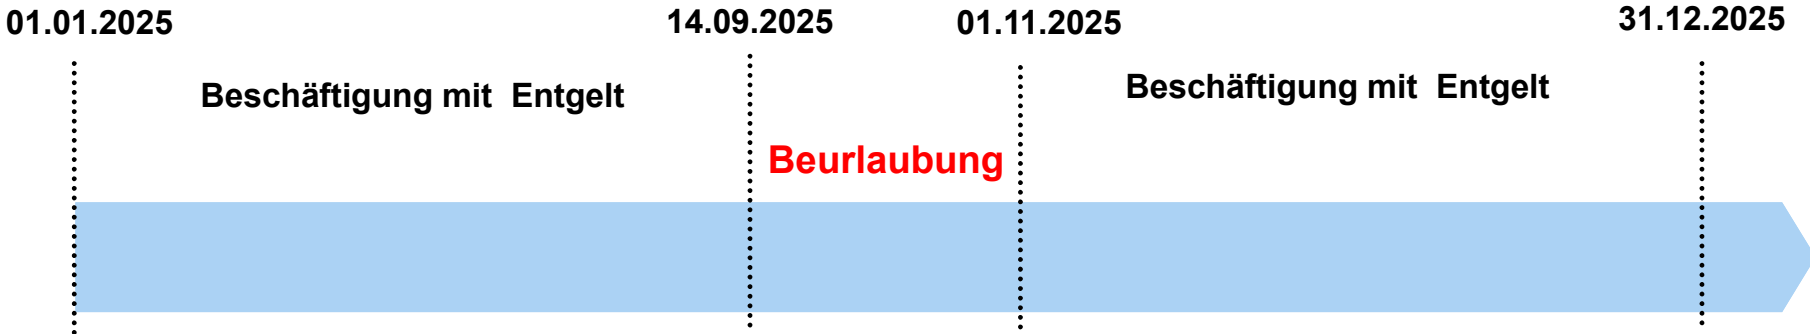 01.01.2025 14.09.2025 01.11.2025 31.12.2025
Beschäftigung mit Entgelt Beschäftigung mit Entgelt
Beurlaubung